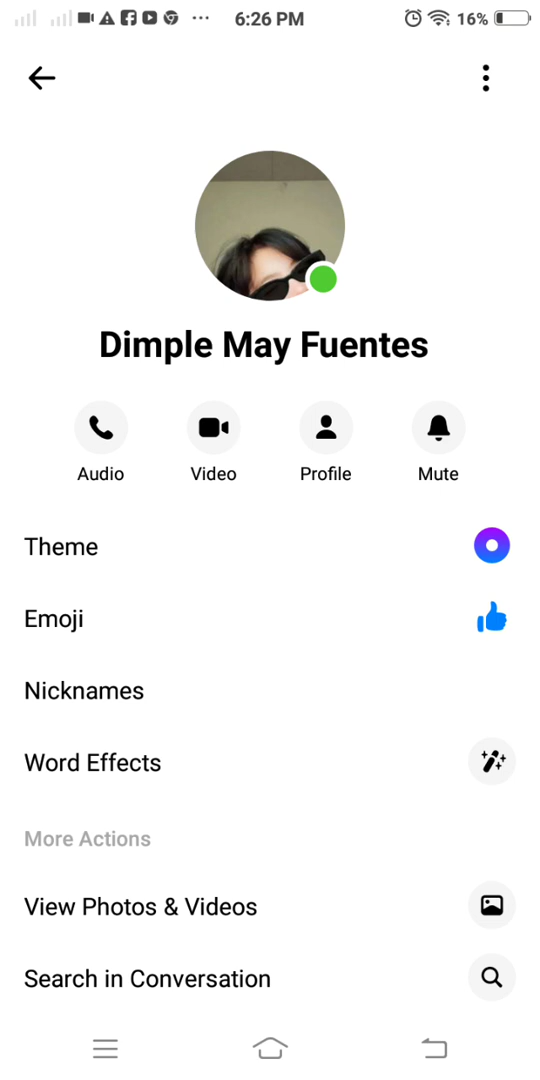 6:26 PM 16%
Dimple May Fuentes
Audio Video Profile Mute
Theme
Emoji
Nicknames
Word Effects
More Actions
View Photos & Videos
Search in Conversation